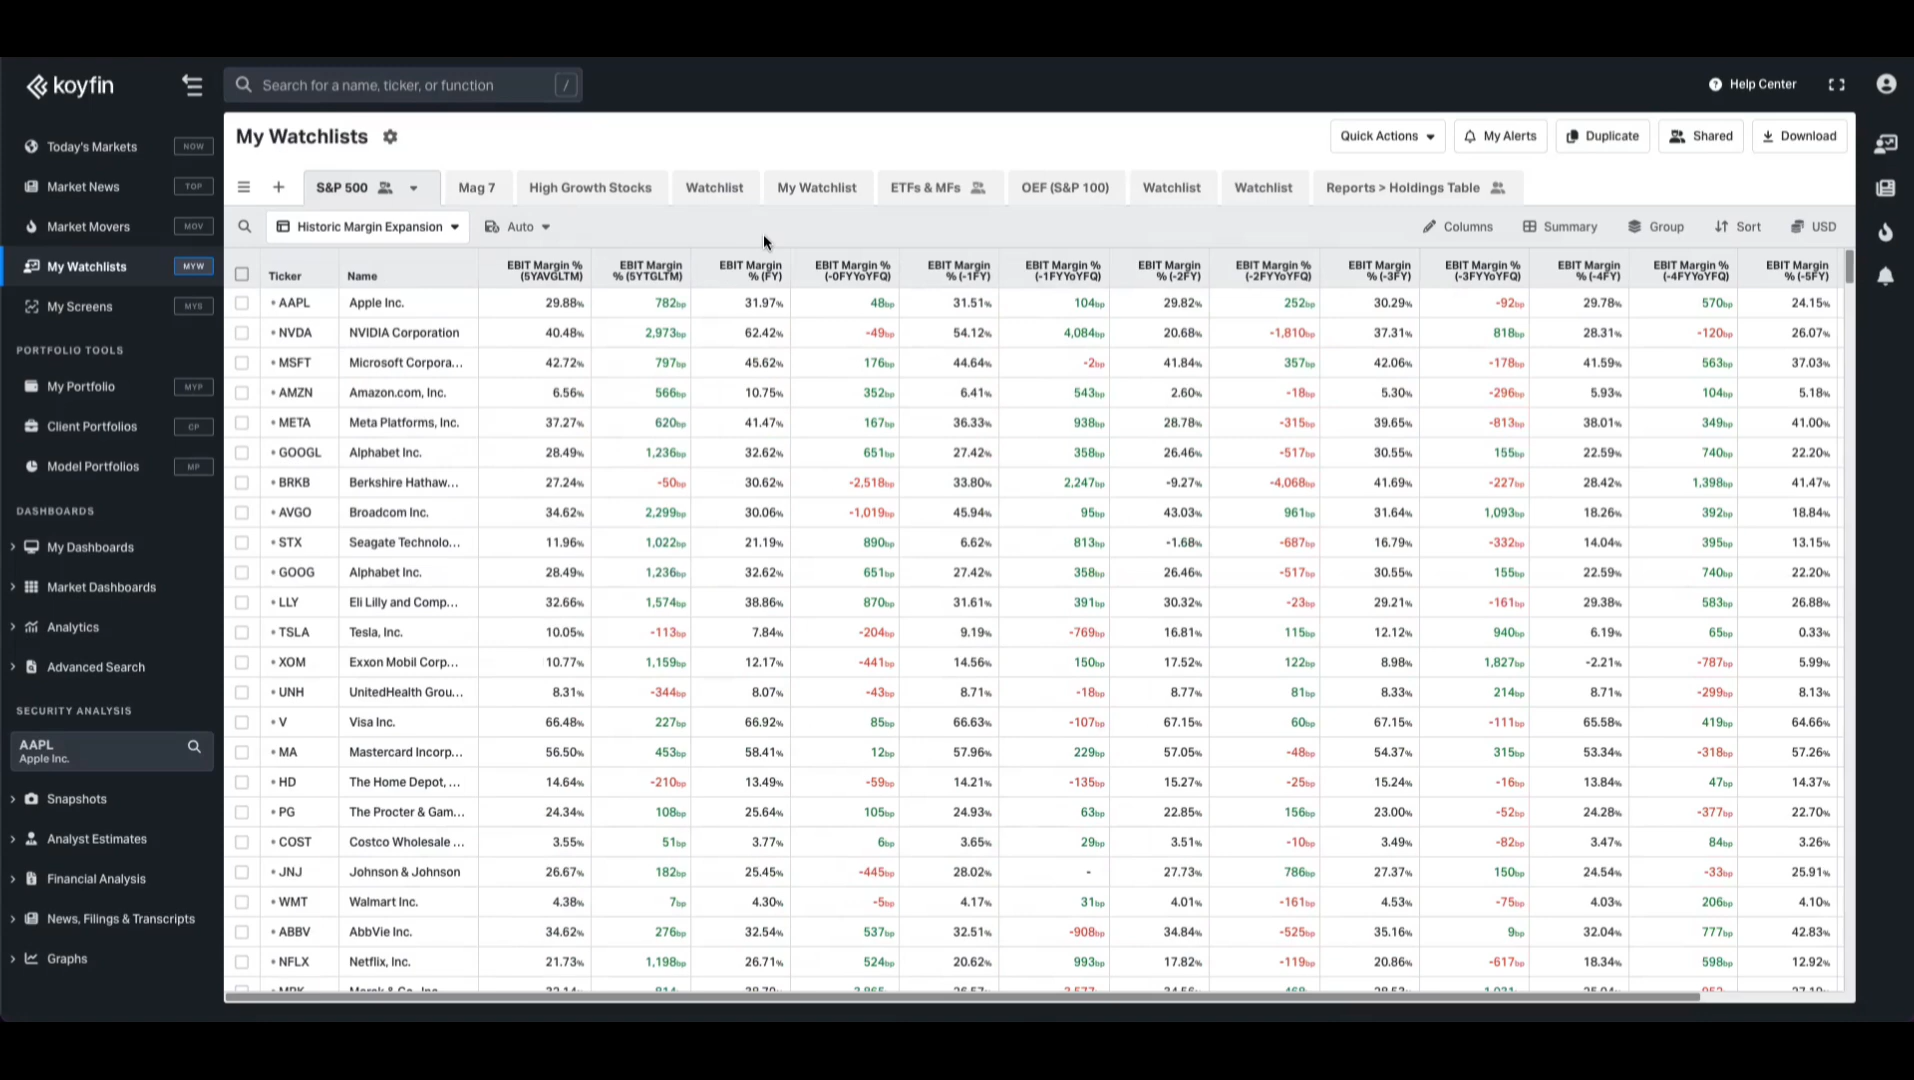 koyfin
Search for a name, ticker, or function /
Help Center
Today's Markets NOW
Market News TOP
Market Movers MOV
My Watchlists MYW
My Screens MYS
PORTFOLIO TOOLS
My Portfolio MYP
Client Portfolios CP
Model Portfolios MP
DASHBOARDS
My Dashboards
Market Dashboards
Analytics
Advanced Search
SECURITY ANALYSIS
AAPL
Apple Inc.
Snapshots
Analyst Estimates
Financial Analysis
News, Filings & Transcripts
Graphs
My Watchlists
Quick Actions My Alerts Duplicate Shared Download
S&P 500 Mag 7 High Growth Stocks Watchlist My Watchlist ETFs & MFs OEF (S&P 100) Watchlist Watchlist Reports > Holdings Table
Historic Margin Expansion Auto Columns Summary Group Sort USD
Ticker Name EBIT Margin % (5YAVGLTM) EBIT Margin % (5YTGLTM) EBIT Margin % (FY) EBIT Margin % (-0FYYoYFQ) EBIT Margin % (-1FY) EBIT Margin % (-1FYYoYFQ) EBIT Margin % (-2FY) EBIT Margin % (-2FYYoYFQ) EBIT Margin % (-3FY) EBIT Margin % (-3FYYoYFQ) EBIT Margin % (-4FY) EBIT Margin % (-4FYYoYFQ) EBIT Margin % (-5FY)
AAPL Apple Inc. 29.88% 782bp 31.97% 48bp 31.51% 104bp 29.82% 252bp 30.29% -92bp 29.78% 570bp 24.15%
NVDA NVIDIA Corporation 40.48% 2,973bp 62.42% -49bp 54.12% 4,084bp 20.68% -1,810bp 37.31% 818bp 28.31% -120bp 26.07%
MSFT Microsoft Corpora... 42.72% 797bp 45.62% 176bp 44.64% -2bp 41.84% 357bp 42.06% -178bp 41.59% 563bp 37.03%
AMZN Amazon.com, Inc. 6.56% 566bp 10.75% 352bp 6.41% 543bp 2.60% -18bp 5.30% -296bp 5.93% 104bp 5.18%
META Meta Platforms, Inc. 37.27% 620bp 41.47% 167bp 36.33% 938bp 28.78% -315bp 39.65% -813bp 38.01% 349bp 41.00%
GOOGL Alphabet Inc. 28.49% 1,236bp 32.62% 651bp 27.42% 358bp 26.46% -517bp 30.55% 155bp 22.59% 740bp 22.20%
BRKB Berkshire Hathaw... 27.24% -50bp 30.62% -2,518bp 33.80% 2,247bp -9.27% -4,068bp 41.69% -227bp 28.42% 1,398bp 41.47%
AVGO Broadcom Inc. 34.62% 2,299bp 30.06% -1,019bp 45.94% 95bp 43.03% 961bp 31.64% 1,093bp 18.26% 392bp 18.84%
STX Seagate Technolo... 11.96% 1,022bp 21.19% 890bp 6.62% 813bp -1.68% -687bp 16.79% -332bp 14.04% 395bp 13.15%
GOOG Alphabet Inc. 28.49% 1,236bp 32.62% 651bp 27.42% 358bp 26.46% -517bp 30.55% 155bp 22.59% 740bp 22.20%
LLY Eli Lilly and Comp... 32.66% 1,574bp 38.86% 870bp 31.61% 391bp 30.32% -23bp 29.21% -161bp 29.38% 583bp 26.88%
TSLA Tesla, Inc. 10.05% -113bp 7.84% -204bp 9.19% -769bp 16.81% 115bp 12.12% 940bp 6.19% 65bp 0.33%
XOM Exxon Mobil Corp... 10.77% 1,159bp 12.17% -441bp 14.56% 150bp 17.52% 122bp 8.98% 1,827bp -2.21% -787bp 5.99%
UNH UnitedHealth Grou... 8.31% -344bp 8.07% -43bp 8.71% -18bp 8.77% 81bp 8.33% 214bp 8.71% -299bp 8.13%
V Visa Inc. 66.48% 227bp 66.92% 85bp 66.63% -107bp 67.15% 60bp 67.15% -111bp 65.58% 419bp 64.66%
MA Mastercard Incorp... 56.50% 453bp 58.41% 12bp 57.96% 229bp 57.05% -48bp 54.37% 315bp 53.34% -318bp 57.26%
HD The Home Depot, ... 14.64% -210bp 13.49% -59bp 14.21% -135bp 15.27% -25bp 15.24% -16bp 13.84% 47bp 14.37%
PG The Procter & Gam... 24.34% 108bp 25.64% 105bp 24.93% 63bp 22.85% 156bp 23.00% -52bp 24.28% -377bp 22.70%
COST Costco Wholesale ... 3.55% 51bp 3.77% 6bp 3.65% 29bp 3.51% -10bp 3.49% -82bp 3.47% 84bp 3.26%
JNJ Johnson & Johnson 26.67% 182bp 25.45% -445bp 28.02% - 27.73% 786bp 27.37% 150bp 24.54% -33bp 25.91%
WMT Walmart Inc. 4.38% 7bp 4.30% -5bp 4.17% 31bp 4.01% -161bp 4.53% -75bp 4.03% 206bp 4.10%
ABBV AbbVie Inc. 34.62% 276bp 32.54% 537bp 32.51% -908bp 34.84% -525bp 35.16% 9bp 32.04% 777bp 42.83%
NFLX Netflix, Inc. 21.73% 1,198bp 26.71% 524bp 20.62% 993bp 17.82% -119bp 20.86% -617bp 18.34% 598bp 12.92%